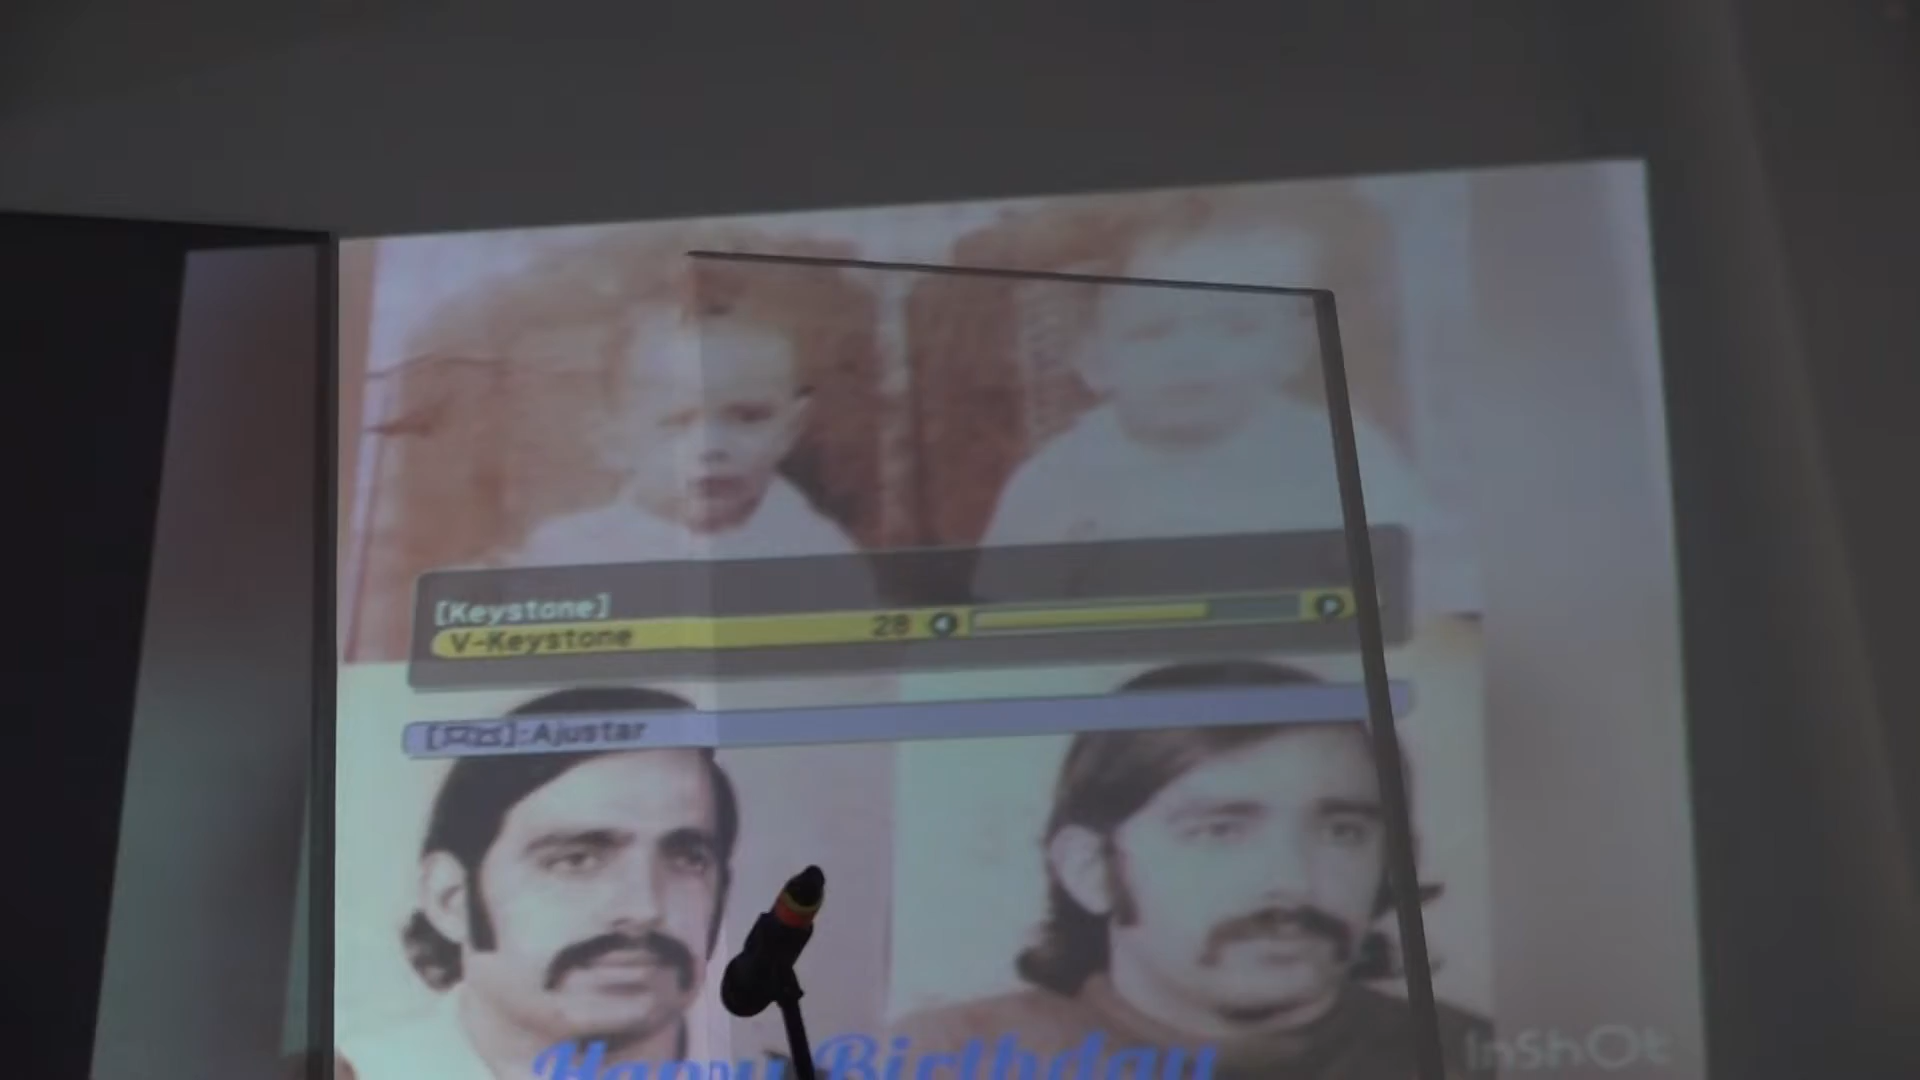 [Keystone]
V-Keystone 28
]:Ajustar
Happy Birthday
InShOt